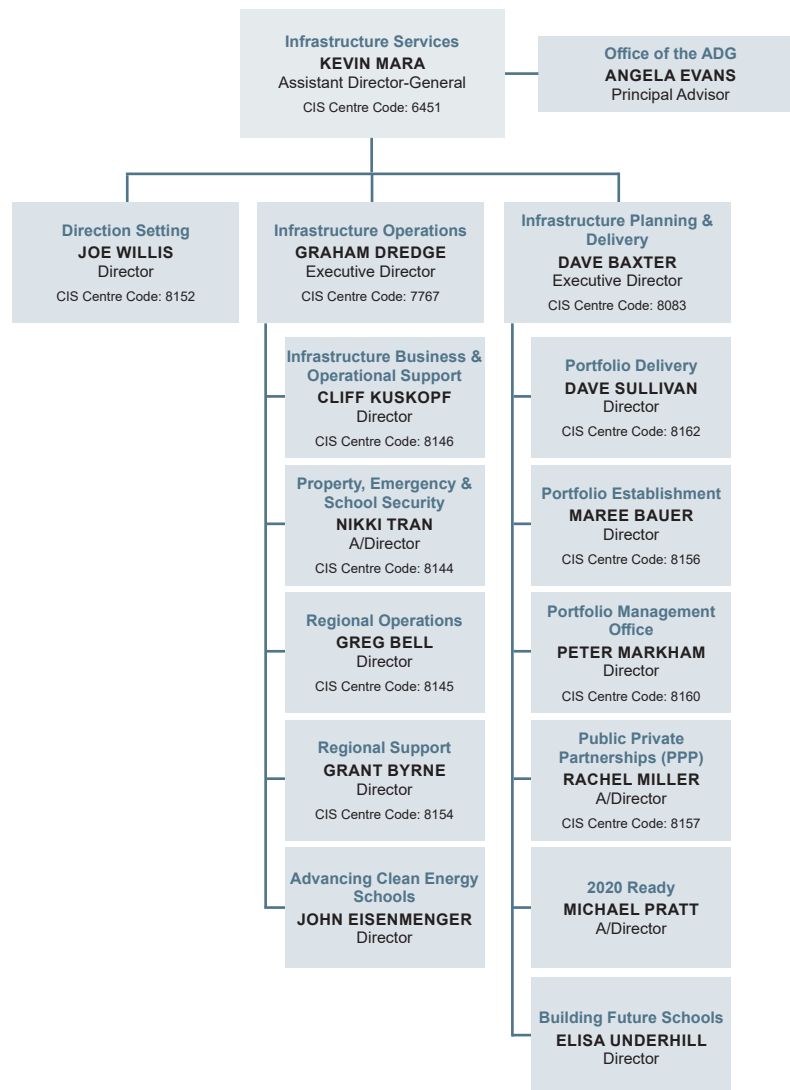 Infrastructure Services
KEVIN MARA
Assistant Director-General
CIS Centre Code: 6451
Office of the ADG
ANGELA EVANS
Principal Advisor
Direction Setting
JOE WILLIS
Director
CIS Centre Code: 8152
Infrastructure Operations
GRAHAM DREDGE
Executive Director
CIS Centre Code: 7767
Infrastructure Planning &
Delivery
DAVE BAXTER
Executive Director
CIS Centre Code: 8083
Infrastructure Business &
Operational Support
CLIFF KUSKOPF
Director
CIS Centre Code: 8146
Property, Emergency &
School Security
NIKKI TRAN
A/Director
CIS Centre Code: 8144
Regional Operations
GREG BELL
Director
CIS Centre Code: 8145
Regional Support
GRANT BYRNE
Director
CIS Centre Code: 8154
Advancing Clean Energy
Schools
JOHN EISENMENGER
Director
Portfolio Delivery
DAVE SULLIVAN
Director
CIS Centre Code: 8162
Portfolio Establishment
MAREE BAUER
Director
CIS Centre Code: 8156
Portfolio Management
Office
PETER MARKHAM
Director
CIS Centre Code: 8160
Public Private
Partnerships (PPP)
RACHEL MILLER
A/Director
CIS Centre Code: 8157
2020 Ready
MICHAEL PRATT
A/Director
Building Future Schools
ELISA UNDERHILL
Director